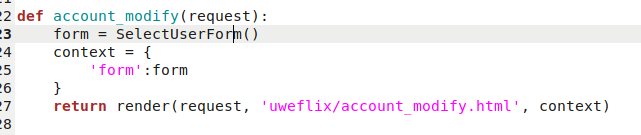 22 def account_modify(request):
23     form = SelectUserForm()
24     context = {
25         'form':form
26     }
27     return render(request, 'uweflix/account_modify.html', context)
28